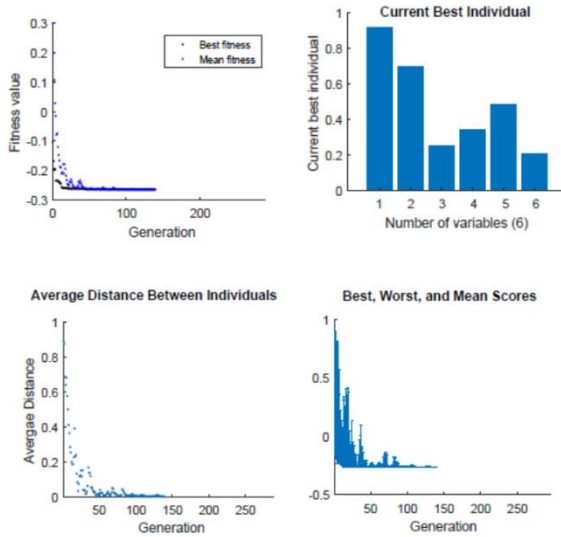 0.3
0.2
0.1
0
-0.1
-0.2
-0.3
Fitness value
Best fitness
Mean fitness
0 100 200
Generation
Current Best Individual
1
0.8
0.6
0.4
0.2
0
Current best individual
1 2 3 4 5 6
Number of variables (6)
Average Distance Between Individuals
1
0.8
0.6
0.4
0.2
0
Avergae Distance
50 100 150 200 250
Generation
Best, Worst, and Mean Scores
1
0.5
0
-0.5
50 100 150 200 250
Generation